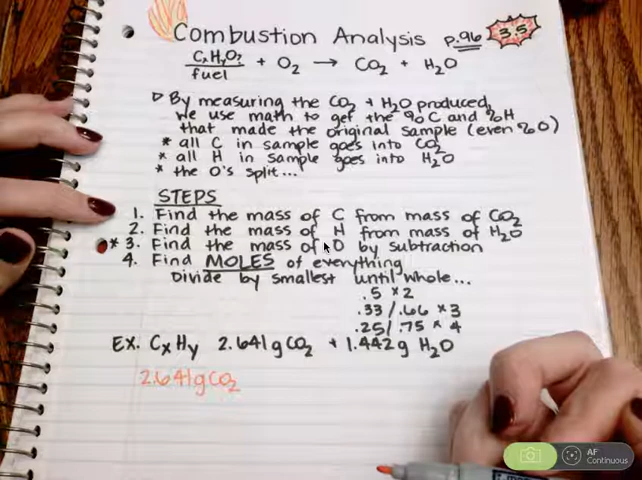 Combustion Analysis p.96 3.5
CxHyOz + O2 → CO2 + H2O
fuel
▷ By measuring the CO2 + H2O produced,
we use math to get the %C and %H
that made the original sample (even %O)
* all C in sample goes into CO2
* all H in sample goes into H2O
* the O's split...
STEPS
1. Find the mass of C from mass of CO2
2. Find the mass of H from mass of H2O
* 3. Find the mass of O by subtraction
4. Find MOLES of everything
Divide by smallest until whole...
.5 × 2
.33/.66 × 3
.25/.75 × 4
EX. CxHy 2.641g CO2 + 1.442g H2O
2.641g CO2
AF
Continuous